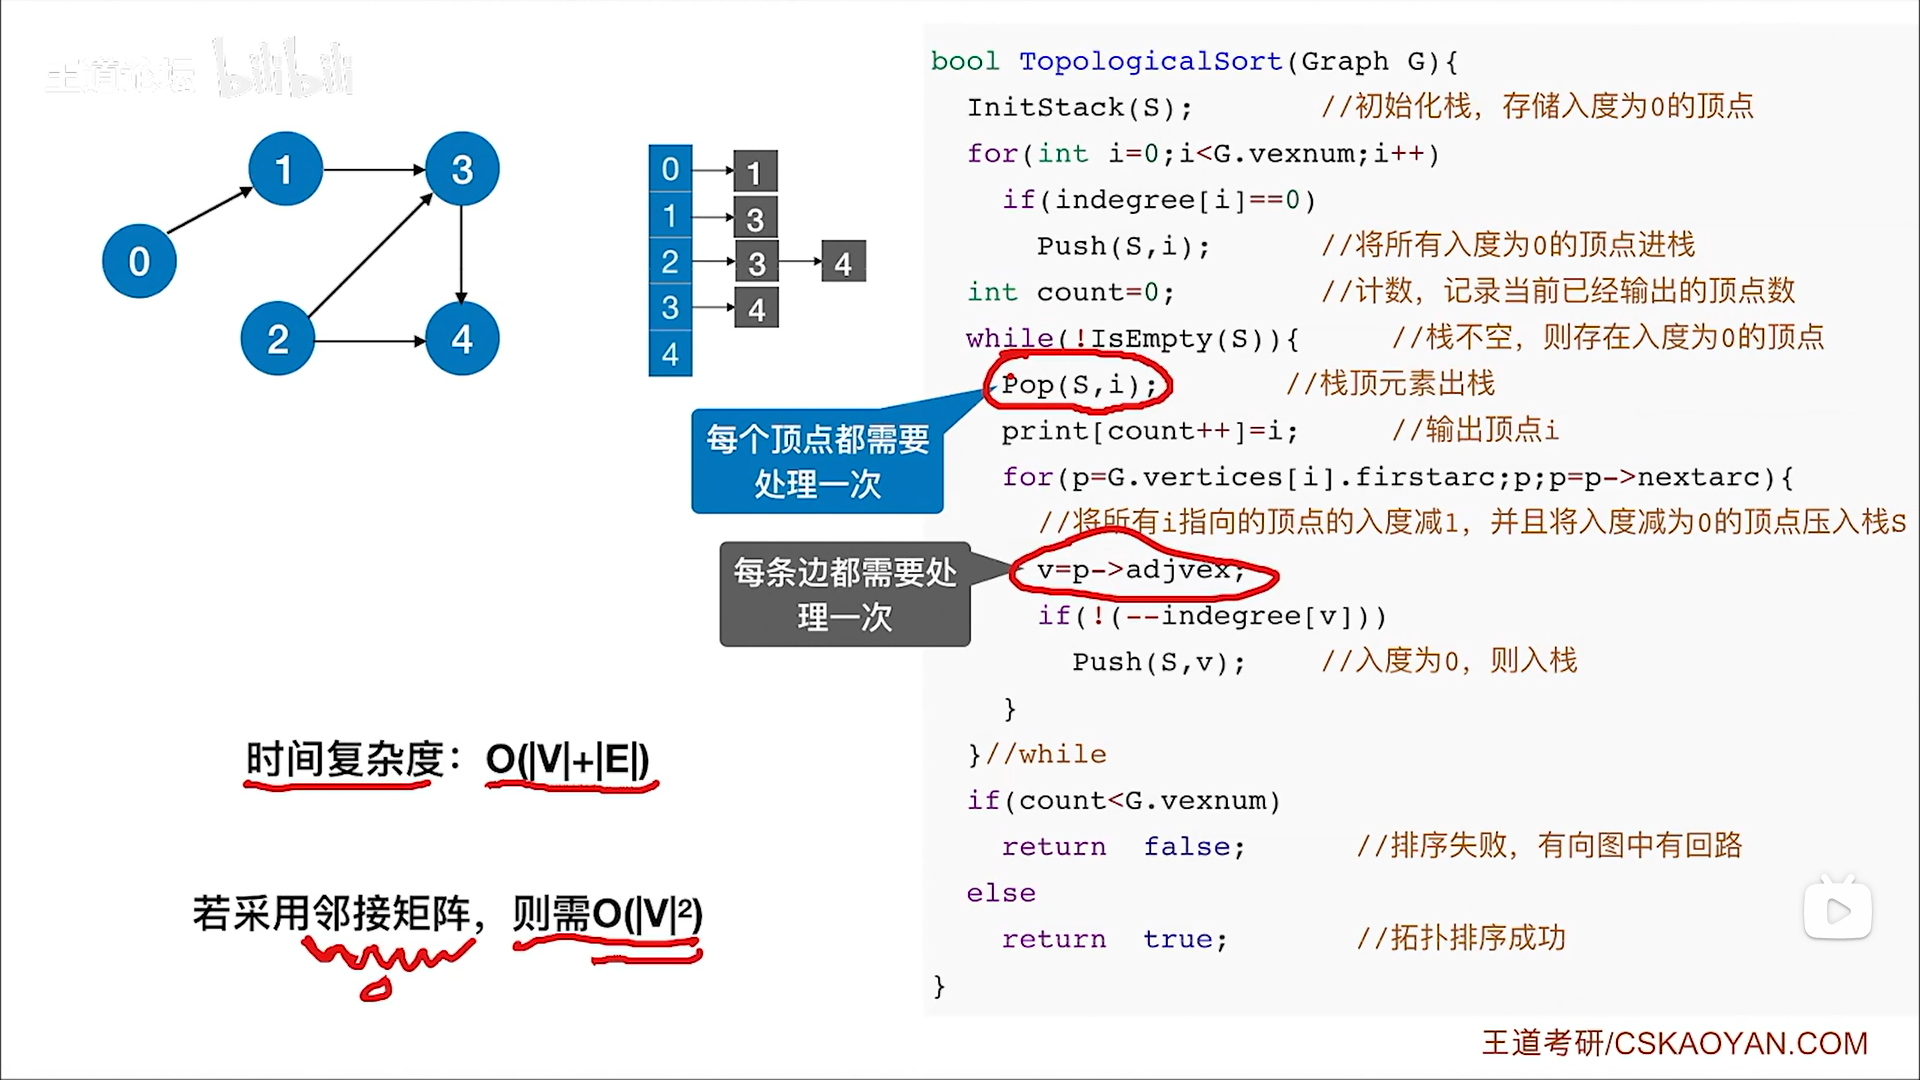 王道论坛 bilibili
0
1
2
3
4
0 1
1 3
2 3 4
3 4
4
每个顶点都需要
处理一次
每条边都需要处
理一次
时间复杂度：O(|V|+|E|)
若采用邻接矩阵，则需O(|V|²)
bool TopologicalSort(Graph G){
InitStack(S); //初始化栈，存储入度为0的顶点
for(int i=0;i<G.vexnum;i++)
if(indegree[i]==0)
Push(S,i); //将所有入度为0的顶点进栈
int count=0; //计数，记录当前已经输出的顶点数
while(!IsEmpty(S)){ //栈不空，则存在入度为0的顶点
Pop(S,i); //栈顶元素出栈
print[count++]=i; //输出顶点i
for(p=G.vertices[i].firstarc;p;p=p->nextarc){
//将所有i指向的顶点的入度减1，并且将入度减为0的顶点压入栈S
v=p->adjvex;
if(!(--indegree[v]))
Push(S,v); //入度为0，则入栈
}
}//while
if(count<G.vexnum)
return false; //排序失败，有向图中有回路
else
return true; //拓扑排序成功
}
王道考研/CSKAOYAN.COM